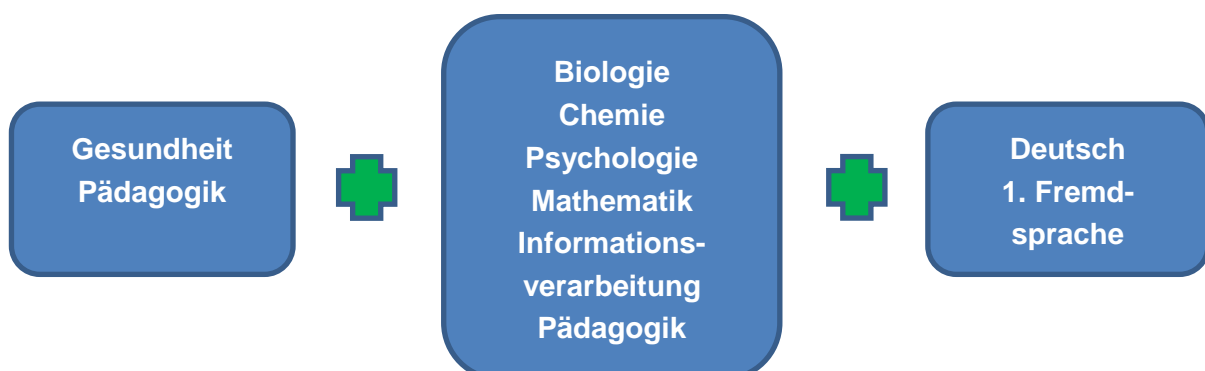 Gesundheit
Pädagogik
Biologie
Chemie
Psychologie
Mathematik
Informations-
verarbeitung
Pädagogik
Deutsch
1. Fremd-
sprache